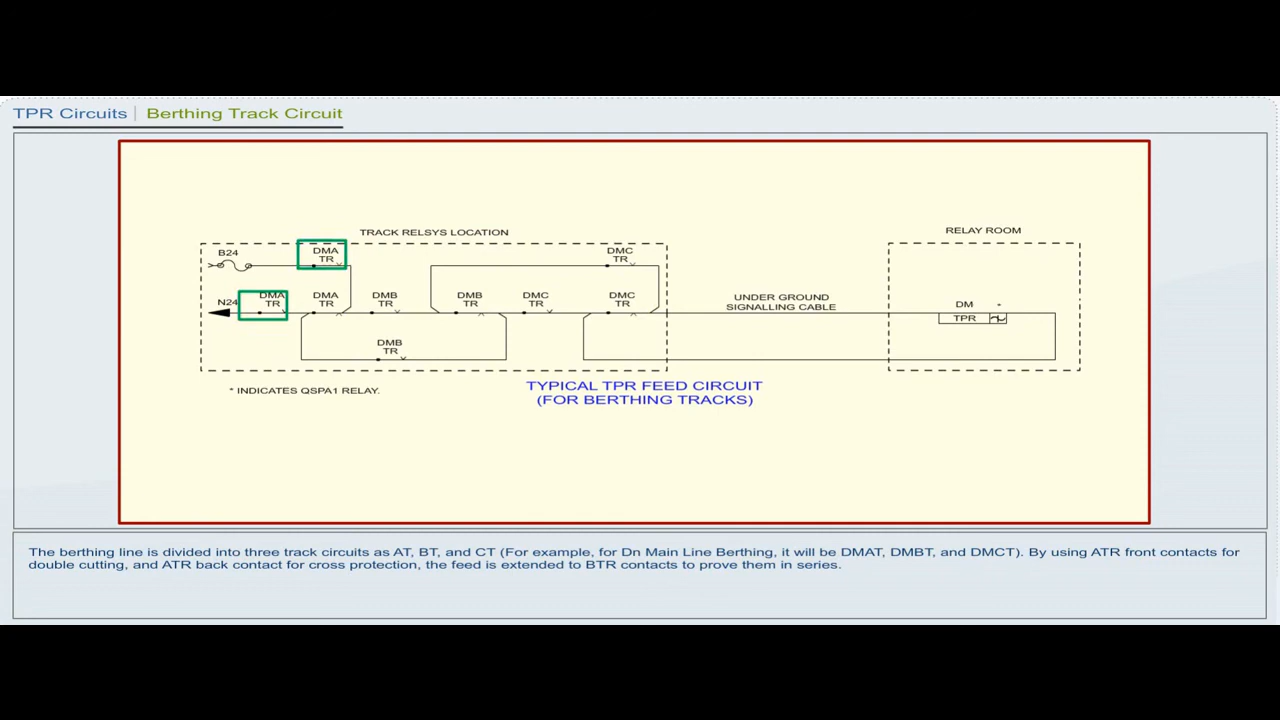 TPR Circuits | Berthing Track Circuit
TRACK RELSYS LOCATION
RELAY ROOM
B24
DMA
TR
DMC
TR
N24
DMA
TR
DMA
TR
DMB
TR
DMB
TR
DMC
TR
DMC
TR
UNDER GROUND
SIGNALLING CABLE
DM *
TPR
DMB
TR
* INDICATES QSPA1 RELAY.
TYPICAL TPR FEED CIRCUIT
(FOR BERTHING TRACKS)
The berthing line is divided into three track circuits as AT, BT, and CT (For example, for Dn Main Line Berthing, it will be DMAT, DMBT, and DMCT). By using ATR front contacts for
double cutting, and ATR back contact for cross protection, the feed is extended to BTR contacts to prove them in series.